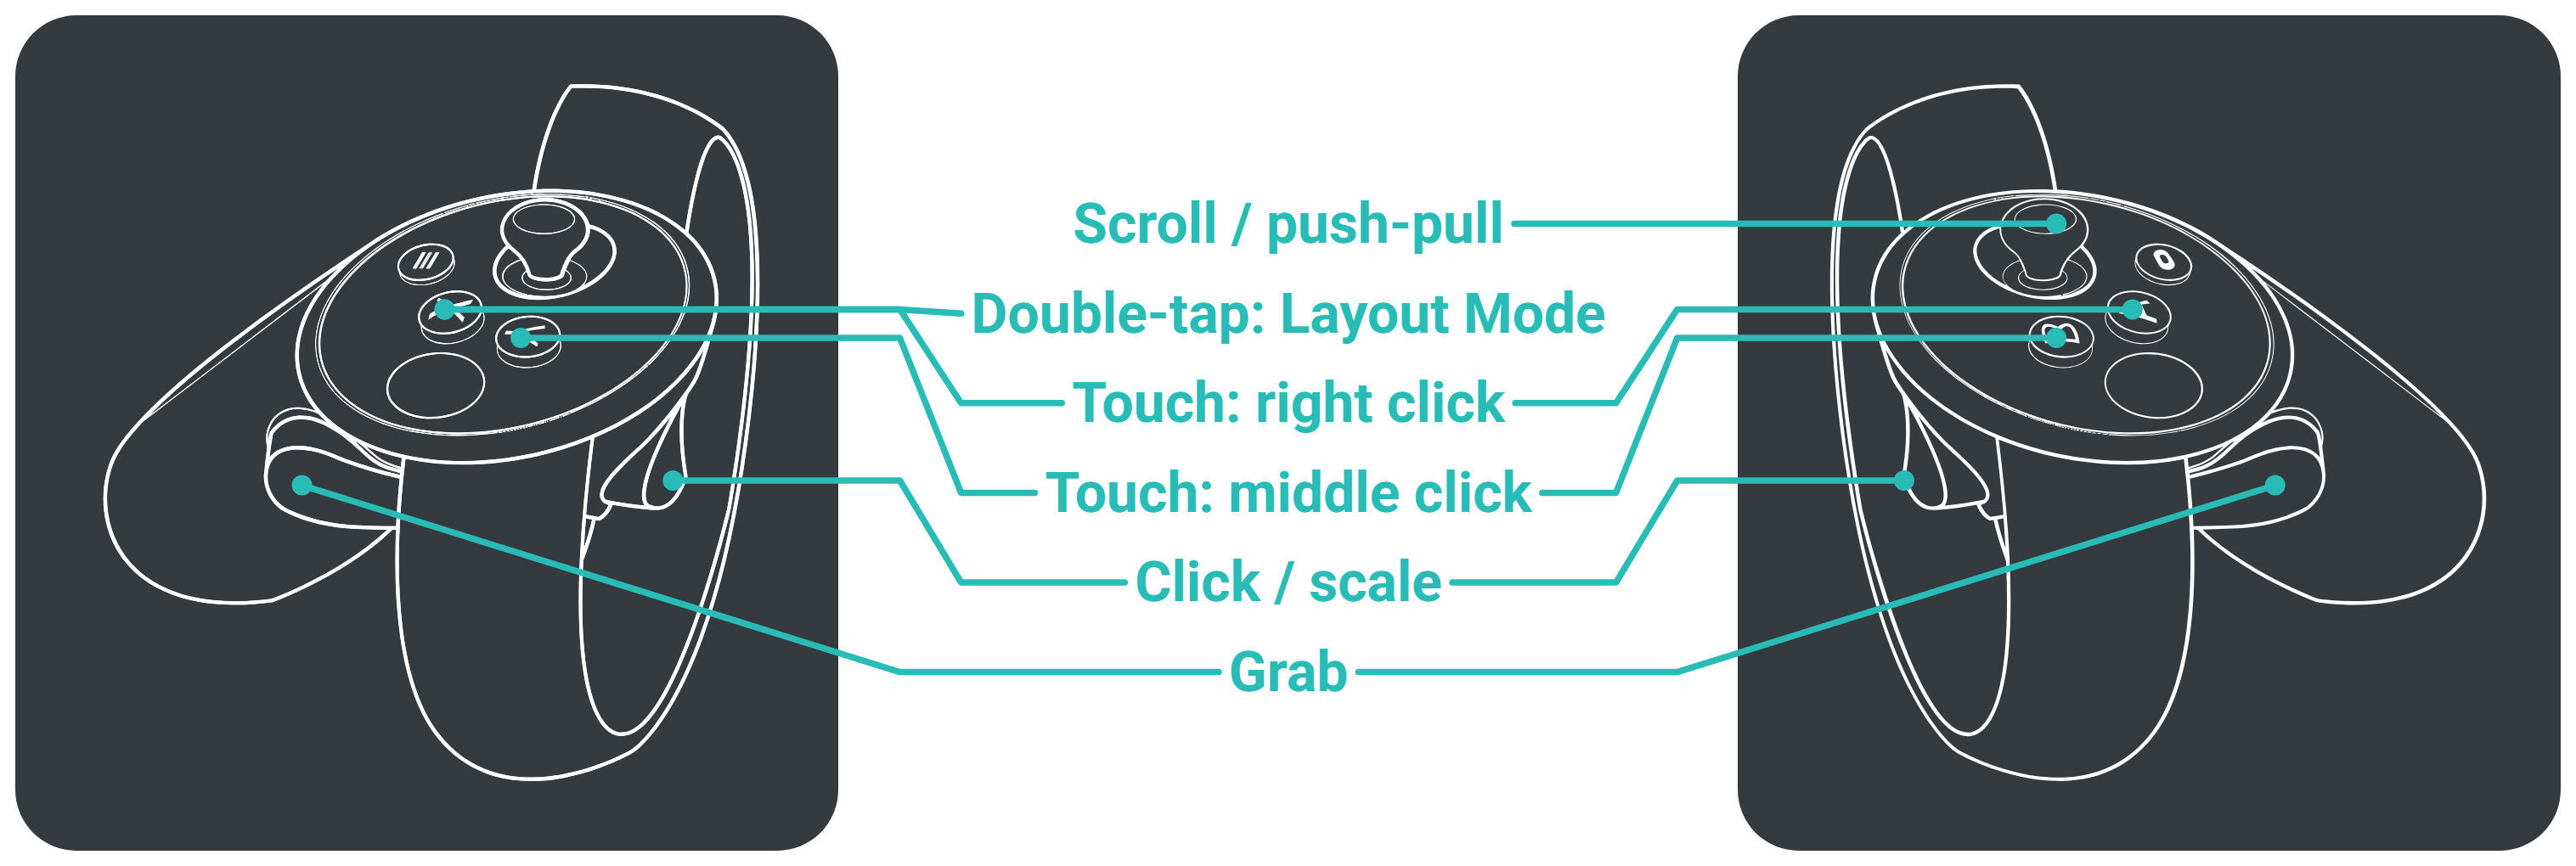 Scroll / push-pull
Double-tap: Layout Mode
Touch: right click
Touch: middle click
Click / scale
Grab